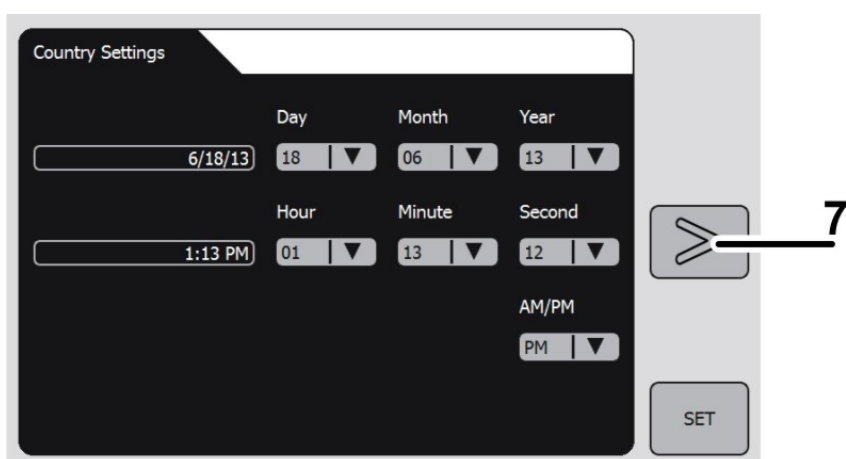 Country Settings
Day Month Year
6/18/13 18 06 13
Hour Minute Second
1:13 PM 01 13 12
7
AM/PM
PM
SET